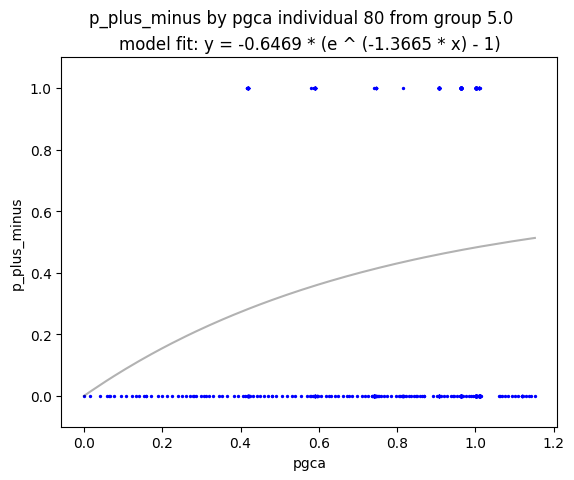 p_plus_minus by pgca individual 80 from group 5.0
model fit: y = -0.6469 * (e ^ (-1.3665 * x) - 1)
1.0
0.8
0.6
0.4
0.2
0.0
p_plus_minus
0.0 0.2 0.4 0.6 0.8 1.0 1.2
pgca